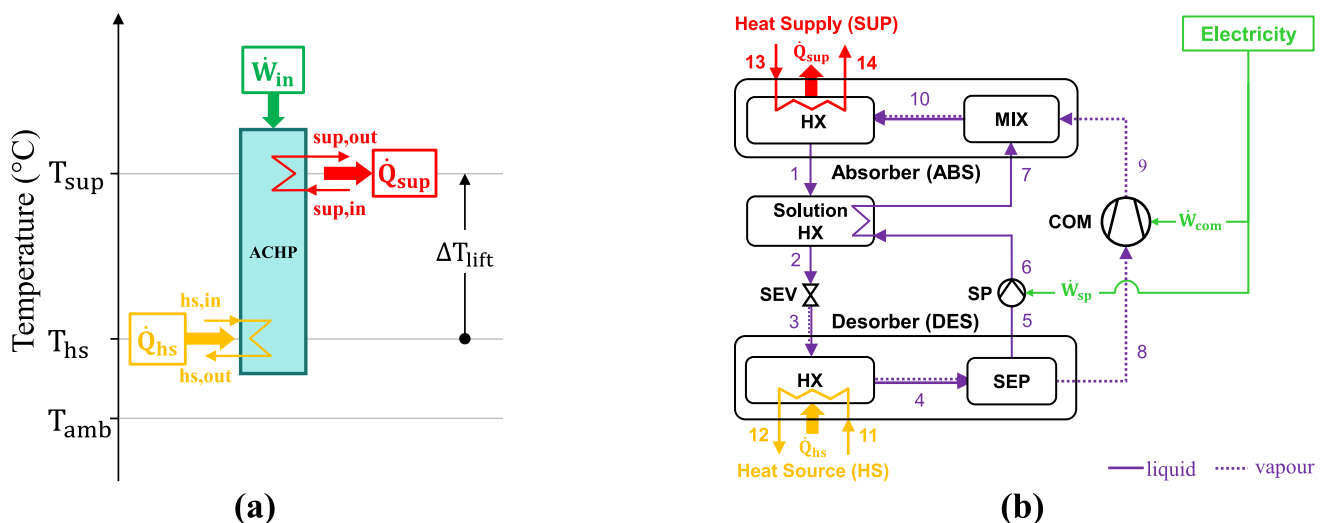 Temperature (°C)
Ẇin
sup,out
Tsup
Q̇sup
sup,in
ACHP
ΔTlift
hs,in
Q̇hs
Ths
hs,out
Tamb
(a)
Heat Supply (SUP)
Electricity
13
Q̇sup
14
10
HX
MIX
1
Absorber (ABS)
7
9
Solution
HX
COM
Ẇcom
2
6
SEV
SP
Ẇsp
3
Desorber (DES)
5
8
HX
SEP
4
12
Q̇hs
11
Heat Source (HS)
liquid
vapour
(b)